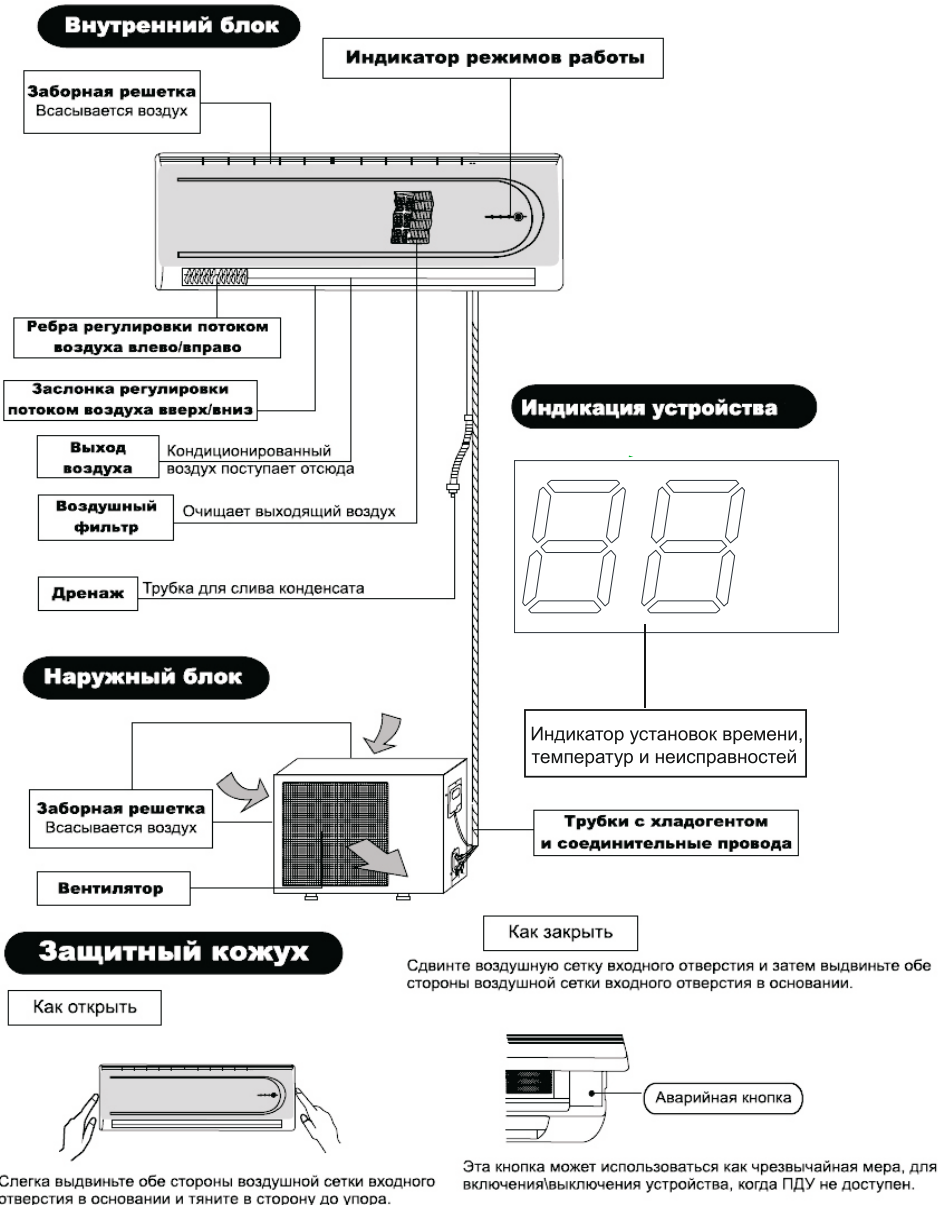 Внутренний блок
Индикатор режимов работы
Заборная решетка
Всасывается воздух
Ребра регулировки потоком
воздуха влево/вправо
Заслонка регулировки
потоком воздуха вверх/вниз
Выход
воздуха
Кондиционированный
воздух поступает отсюда
Воздушный
фильтр
Очищает выходящий воздух
Дренаж
Трубка для слива конденсата
Индикация устройства
Индикатор установок времени,
температур и неисправностей
Наружный блок
Заборная решетка
Всасывается воздух
Вентилятор
Трубки с хладогентом
и соединительные провода
Защитный кожух
Как открыть
Слегка выдвиньте обе стороны воздушной сетки входного
отверстия в основании и тяните в сторону до упора.
Как закрыть
Сдвинте воздушную сетку входного отверстия и затем выдвиньте обе
стороны воздушной сетки входного отверстия в основании.
Аварийная кнопка
Эта кнопка может использоваться как чрезвычайная мера, для
включения\выключения устройства, когда ПДУ не доступен.